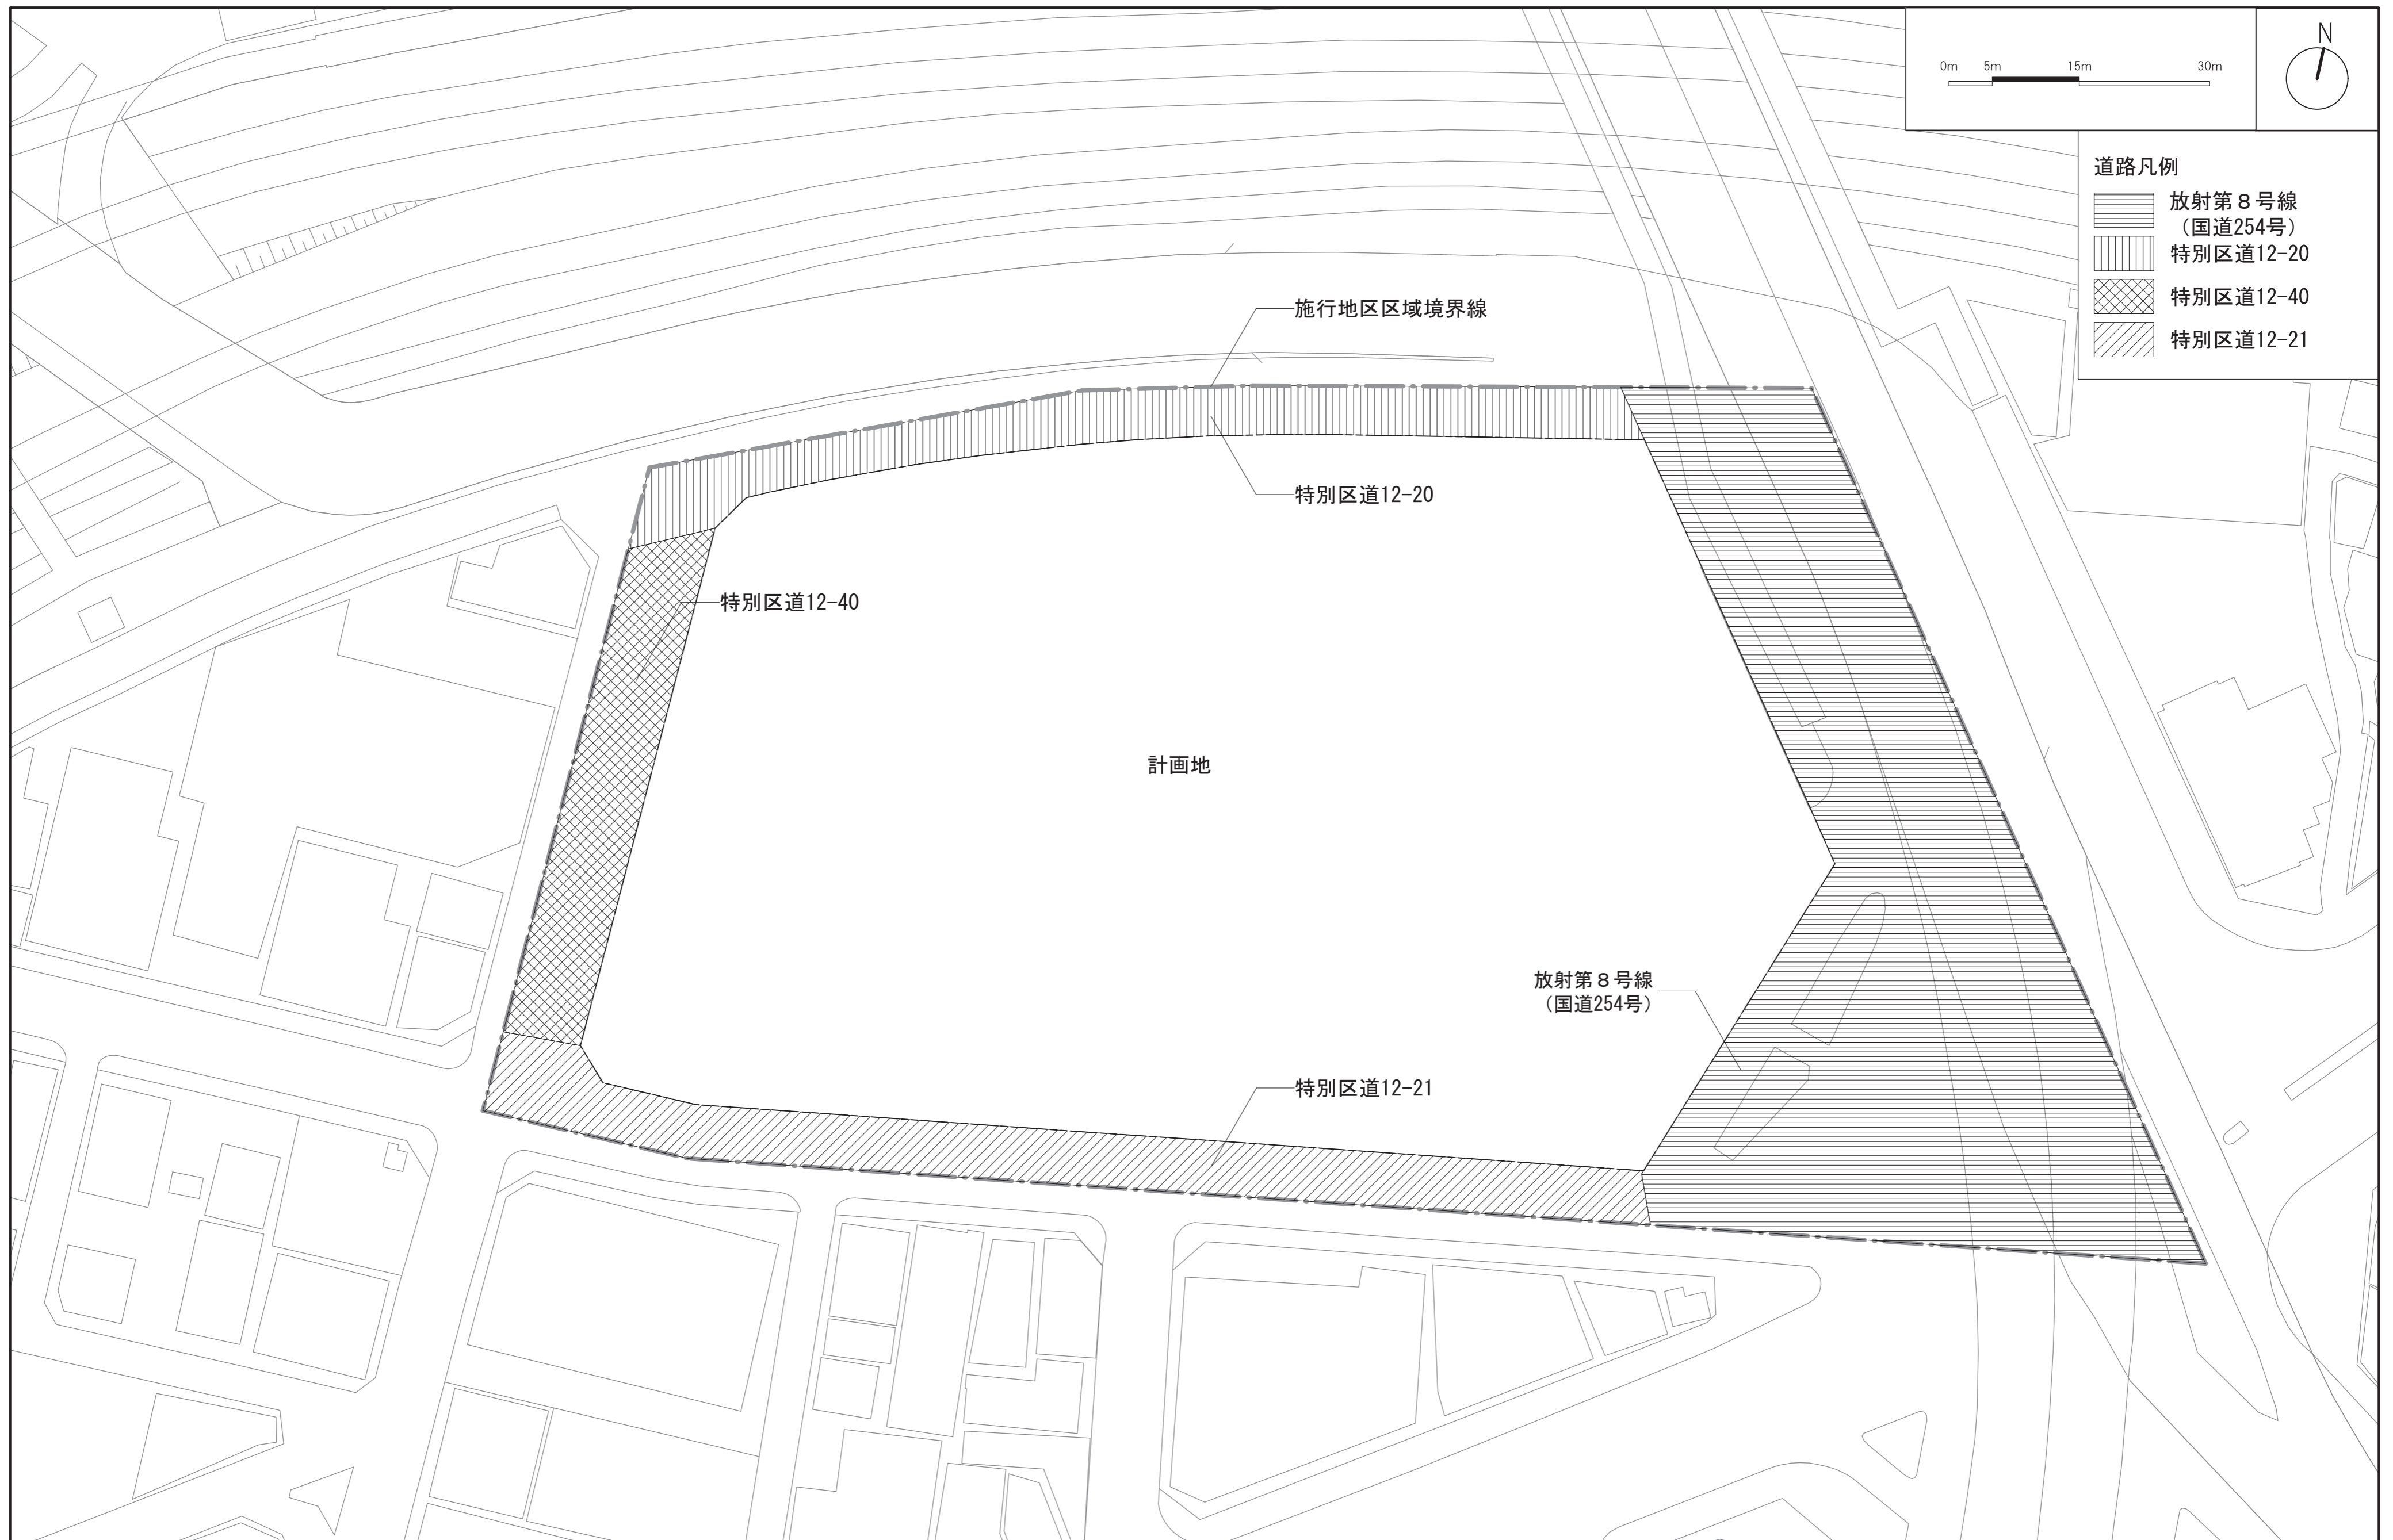 N
0m 5m 15m 30m
道路凡例
放射第８号線
（国道254号）
特別区道12-20
特別区道12-40
特別区道12-21
施行地区区域境界線
特別区道12-20
特別区道12-40
計画地
放射第８号線
（国道254号）
特別区道12-21